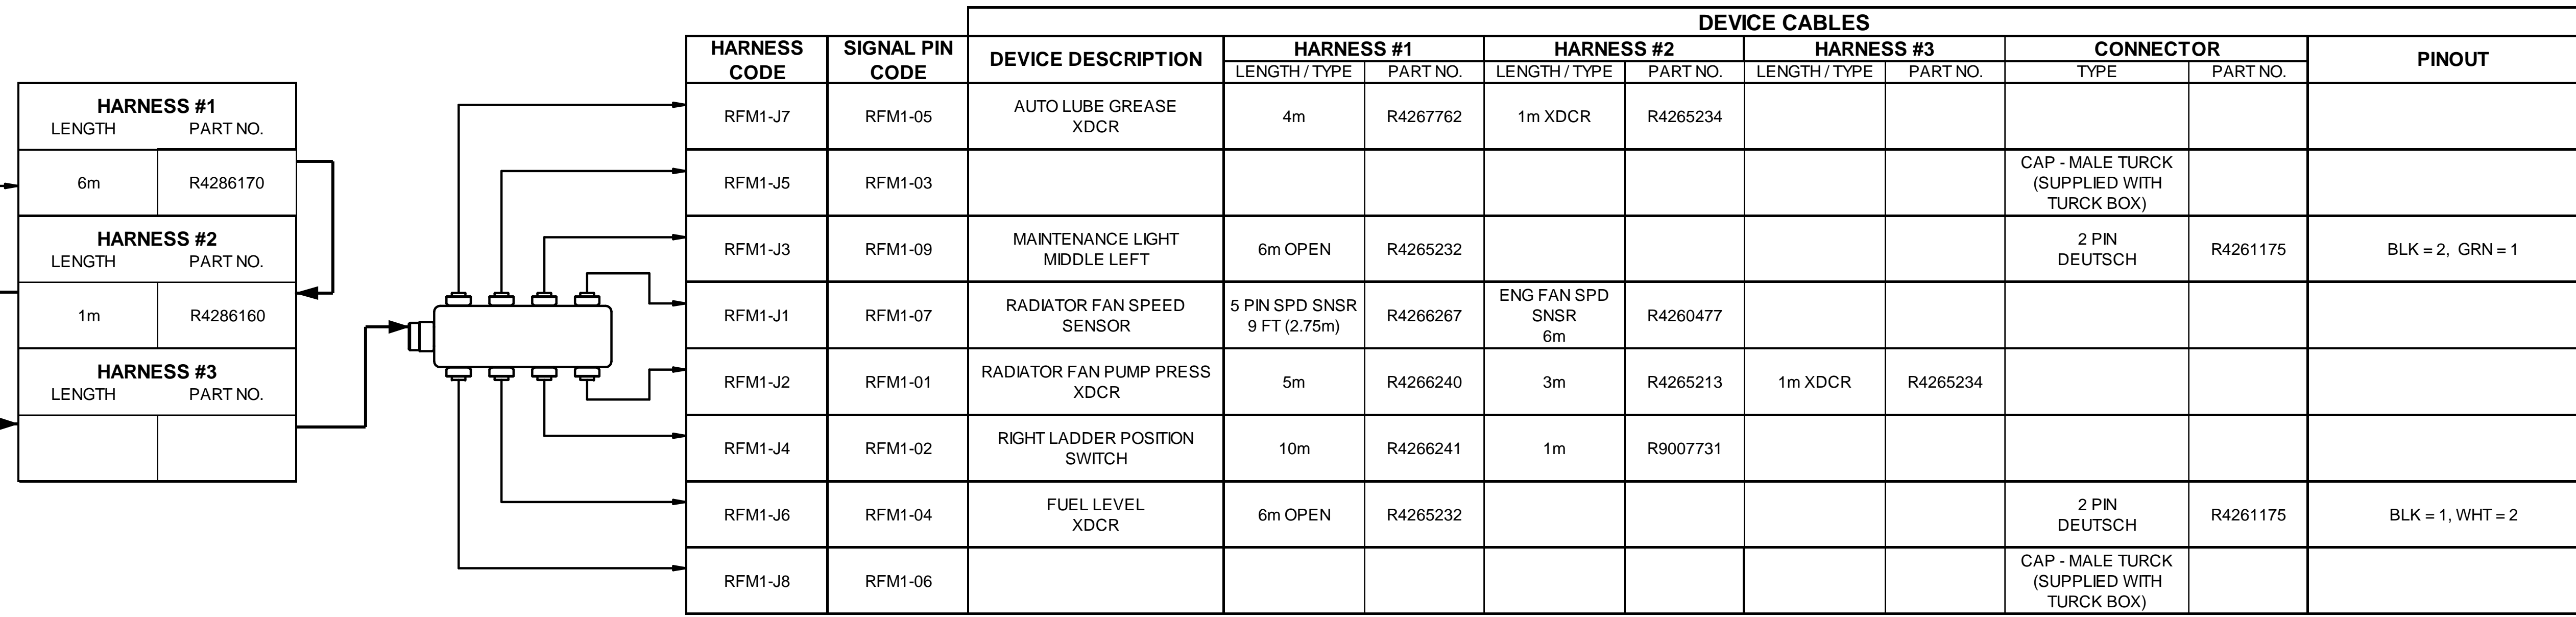 DEVICE CABLES
HARNESS CODE SIGNAL PIN CODE DEVICE DESCRIPTION HARNESS #1 HARNESS #2 HARNESS #3 CONNECTOR PINOUT
LENGTH / TYPE PART NO. LENGTH / TYPE PART NO. LENGTH / TYPE PART NO. TYPE PART NO.
HARNESS #1
LENGTH PART NO.
6m R4286170
HARNESS #2
LENGTH PART NO.
1m R4286160
HARNESS #3
LENGTH PART NO.
RFM1-J7 RFM1-05 AUTO LUBE GREASE XDCR 4m R4267762 1m XDCR R4265234
RFM1-J5 RFM1-03 CAP - MALE TURCK (SUPPLIED WITH TURCK BOX)
RFM1-J3 RFM1-09 MAINTENANCE LIGHT MIDDLE LEFT 6m OPEN R4265232 2 PIN DEUTSCH R4261175 BLK = 2, GRN = 1
RFM1-J1 RFM1-07 RADIATOR FAN SPEED SENSOR 5 PIN SPD SNSR 9 FT (2.75m) R4266267 ENG FAN SPD SNSR 6m R4260477
RFM1-J2 RFM1-01 RADIATOR FAN PUMP PRESS XDCR 5m R4266240 3m R4265213 1m XDCR R4265234
RFM1-J4 RFM1-02 RIGHT LADDER POSITION SWITCH 10m R4266241 1m R9007731
RFM1-J6 RFM1-04 FUEL LEVEL XDCR 6m OPEN R4265232 2 PIN DEUTSCH R4261175 BLK = 1, WHT = 2
RFM1-J8 RFM1-06 CAP - MALE TURCK (SUPPLIED WITH TURCK BOX)